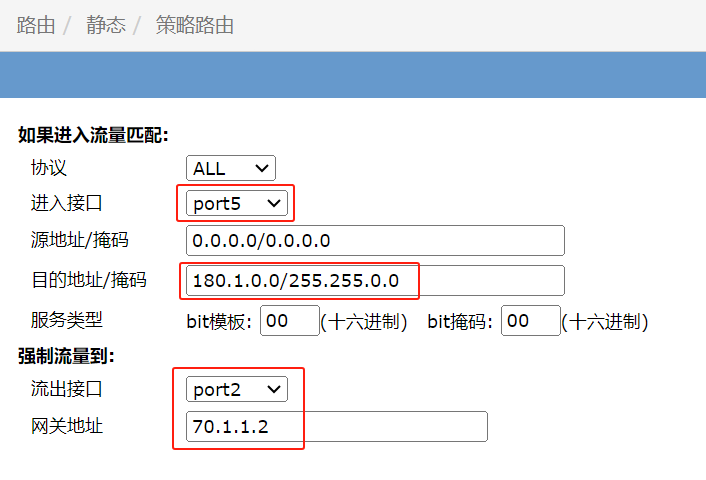 路由 / 静态 / 策略路由
如果进入流量匹配:
协议 ALL
进入接口 port5
源地址/掩码 0.0.0.0/0.0.0.0
目的地址/掩码 180.1.0.0/255.255.0.0
服务类型 bit模板: 00 (十六进制) bit掩码: 00 (十六进制)
强制流量到:
流出接口 port2
网关地址 70.1.1.2